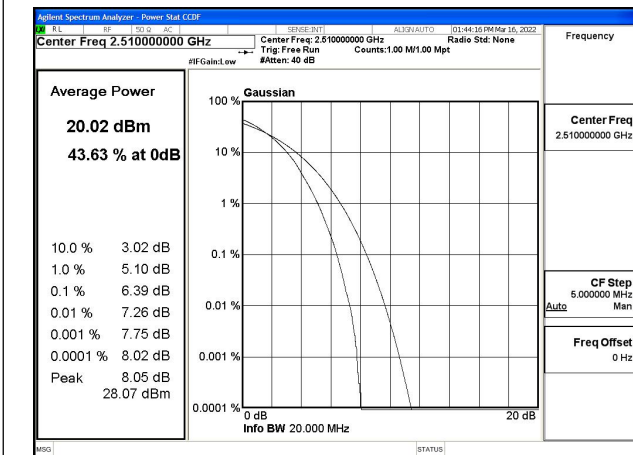 Agilent Spectrum Analyzer - Power Stat CCDF
RL RF 50 Ω AC SENSE:INT ALIGN AUTO 01:44:16 PM Mar 16, 2022
Center Freq 2.510000000 GHz
Center Freq: 2.510000000 GHz Radio Std: None
Trig: Free Run Counts:1.00 M/1.00 Mpt
#IFGain:Low #Atten: 40 dB
Frequency
Average Power
20.02 dBm
43.63 % at 0dB
10.0 % 3.02 dB
1.0 % 5.10 dB
0.1 % 6.39 dB
0.01 % 7.26 dB
0.001 % 7.75 dB
0.0001 % 8.02 dB
Peak 8.05 dB
28.07 dBm
Gaussian
100 %
10 %
1 %
0.1 %
0.01 %
0.001 %
0.0001 %
0 dB 20 dB
Info BW 20.000 MHz
Center Freq
2.510000000 GHz
CF Step
5.000000 MHz
Auto Man
Freq Offset
0 Hz
MSG STATUS